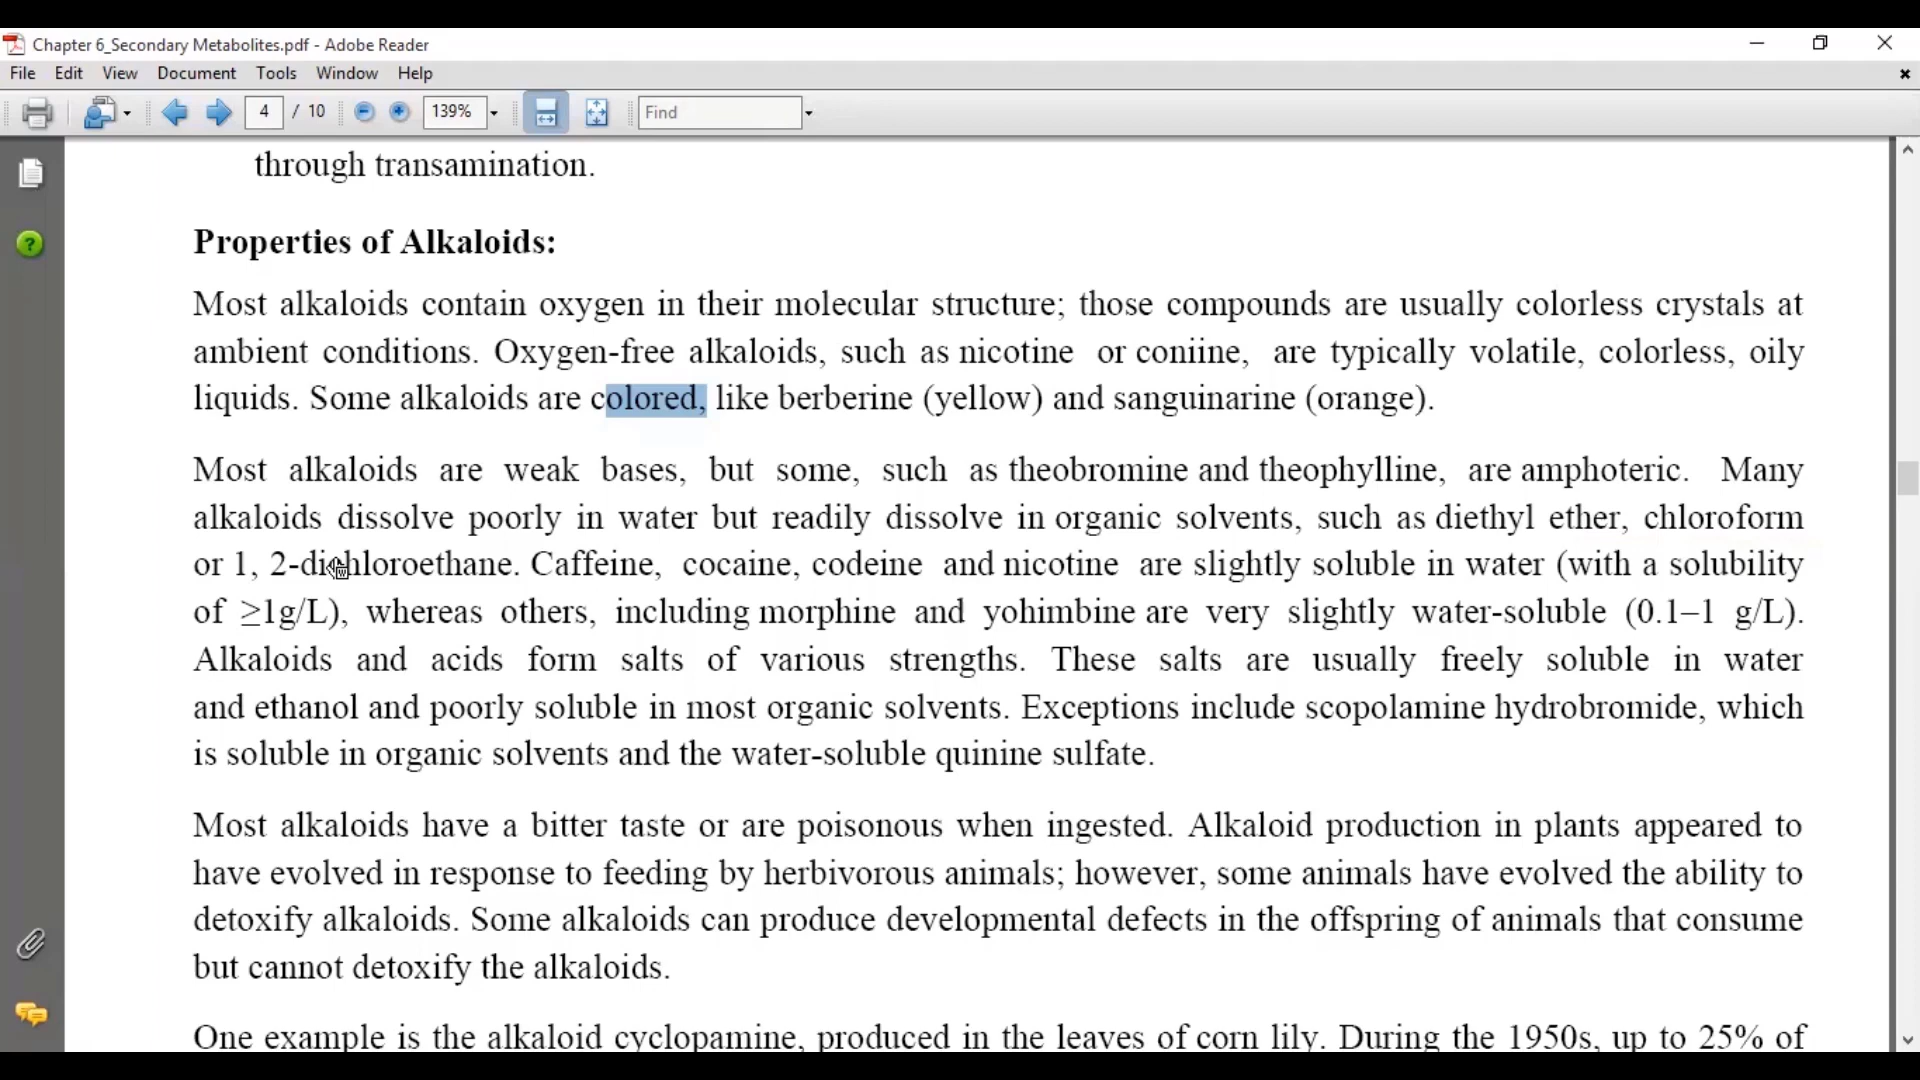 Chapter 6_Secondary Metabolites.pdf - Adobe Reader
File Edit View Document Tools Window Help
4 / 10 139% Find
through transamination.
Properties of Alkaloids:
Most alkaloids contain oxygen in their molecular structure; those compounds are usually colorless crystals at
ambient conditions. Oxygen-free alkaloids, such as nicotine or coniine, are typically volatile, colorless, oily
liquids. Some alkaloids are colored, like berberine (yellow) and sanguinarine (orange).
Most alkaloids are weak bases, but some, such as theobromine and theophylline, are amphoteric. Many
alkaloids dissolve poorly in water but readily dissolve in organic solvents, such as diethyl ether, chloroform
or 1, 2-dichloroethane. Caffeine, cocaine, codeine and nicotine are slightly soluble in water (with a solubility
of ≥1g/L), whereas others, including morphine and yohimbine are very slightly water-soluble (0.1–1 g/L).
Alkaloids and acids form salts of various strengths. These salts are usually freely soluble in water
and ethanol and poorly soluble in most organic solvents. Exceptions include scopolamine hydrobromide, which
is soluble in organic solvents and the water-soluble quinine sulfate.
Most alkaloids have a bitter taste or are poisonous when ingested. Alkaloid production in plants appeared to
have evolved in response to feeding by herbivorous animals; however, some animals have evolved the ability to
detoxify alkaloids. Some alkaloids can produce developmental defects in the offspring of animals that consume
but cannot detoxify the alkaloids.
One example is the alkaloid cyclopamine, produced in the leaves of corn lily. During the 1950s, up to 25% of